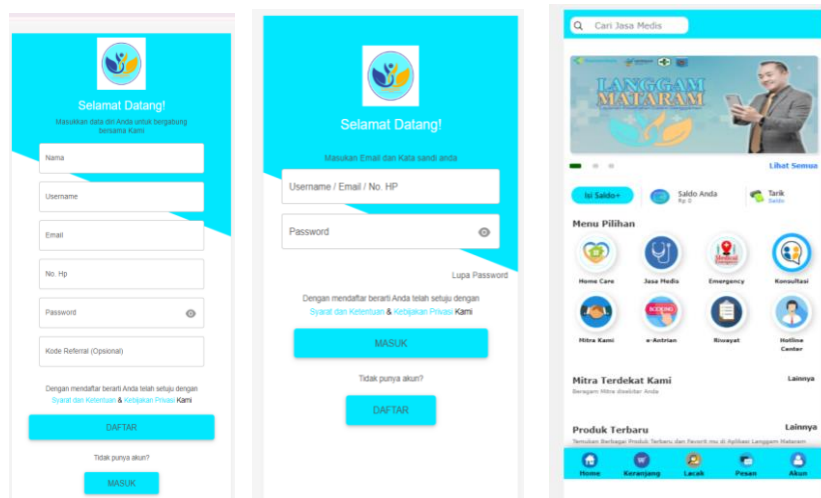 Selamat Datang!
Masukkan data diri Anda untuk bergabung
bersama Kami
Nama
Username
Email
No. Hp
Password
Kode Referral (Opsional)
Dengan mendaftar berarti Anda telah setuju dengan
Syarat dan Ketentuan & Kebijakan Privasi Kami
DAFTAR
Tidak punya akun?
MASUK
Selamat Datang!
Masukan Email dan Kata sandi anda
Username / Email / No. HP
Password
Lupa Password
Dengan mendaftar berarti Anda telah setuju dengan
Syarat dan Ketentuan & Kebijakan Privasi Kami
MASUK
Tidak punya akun?
DAFTAR
Cari Jasa Medis
LANGGAM
MATARAM
Lihat Semua
Isi Saldo+
Saldo Anda
Rp 0
Tarik
Saldo
Menu Pilihan
Home Care
Jasa Medis
Emergency
Konsultasi
BOOKING
Mitra Kami
e-Antrian
Riwayat
Hotline
Center
Mitra Terdekat Kami
Lainnya
Beragam Mitra disekitar Anda
Produk Terbaru
Lainnya
Temukan Berbagai Produk Terbaru dan Favorit mu di Aplikasi Langgam Mataram
Home
Keranjang
Lacak
Pesan
Akun